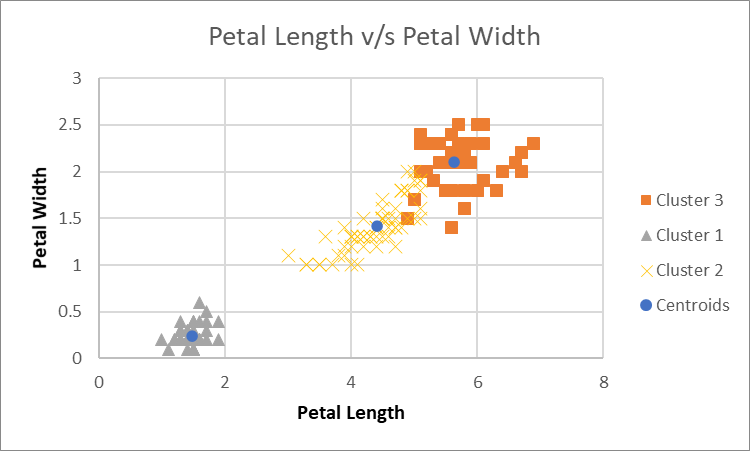 Petal Length v/s Petal Width
3
2.5
2
1.5
1
0.5
0
0 2 4 6 8
Petal Width
Petal Length
Cluster 3
Cluster 1
Cluster 2
Centroids